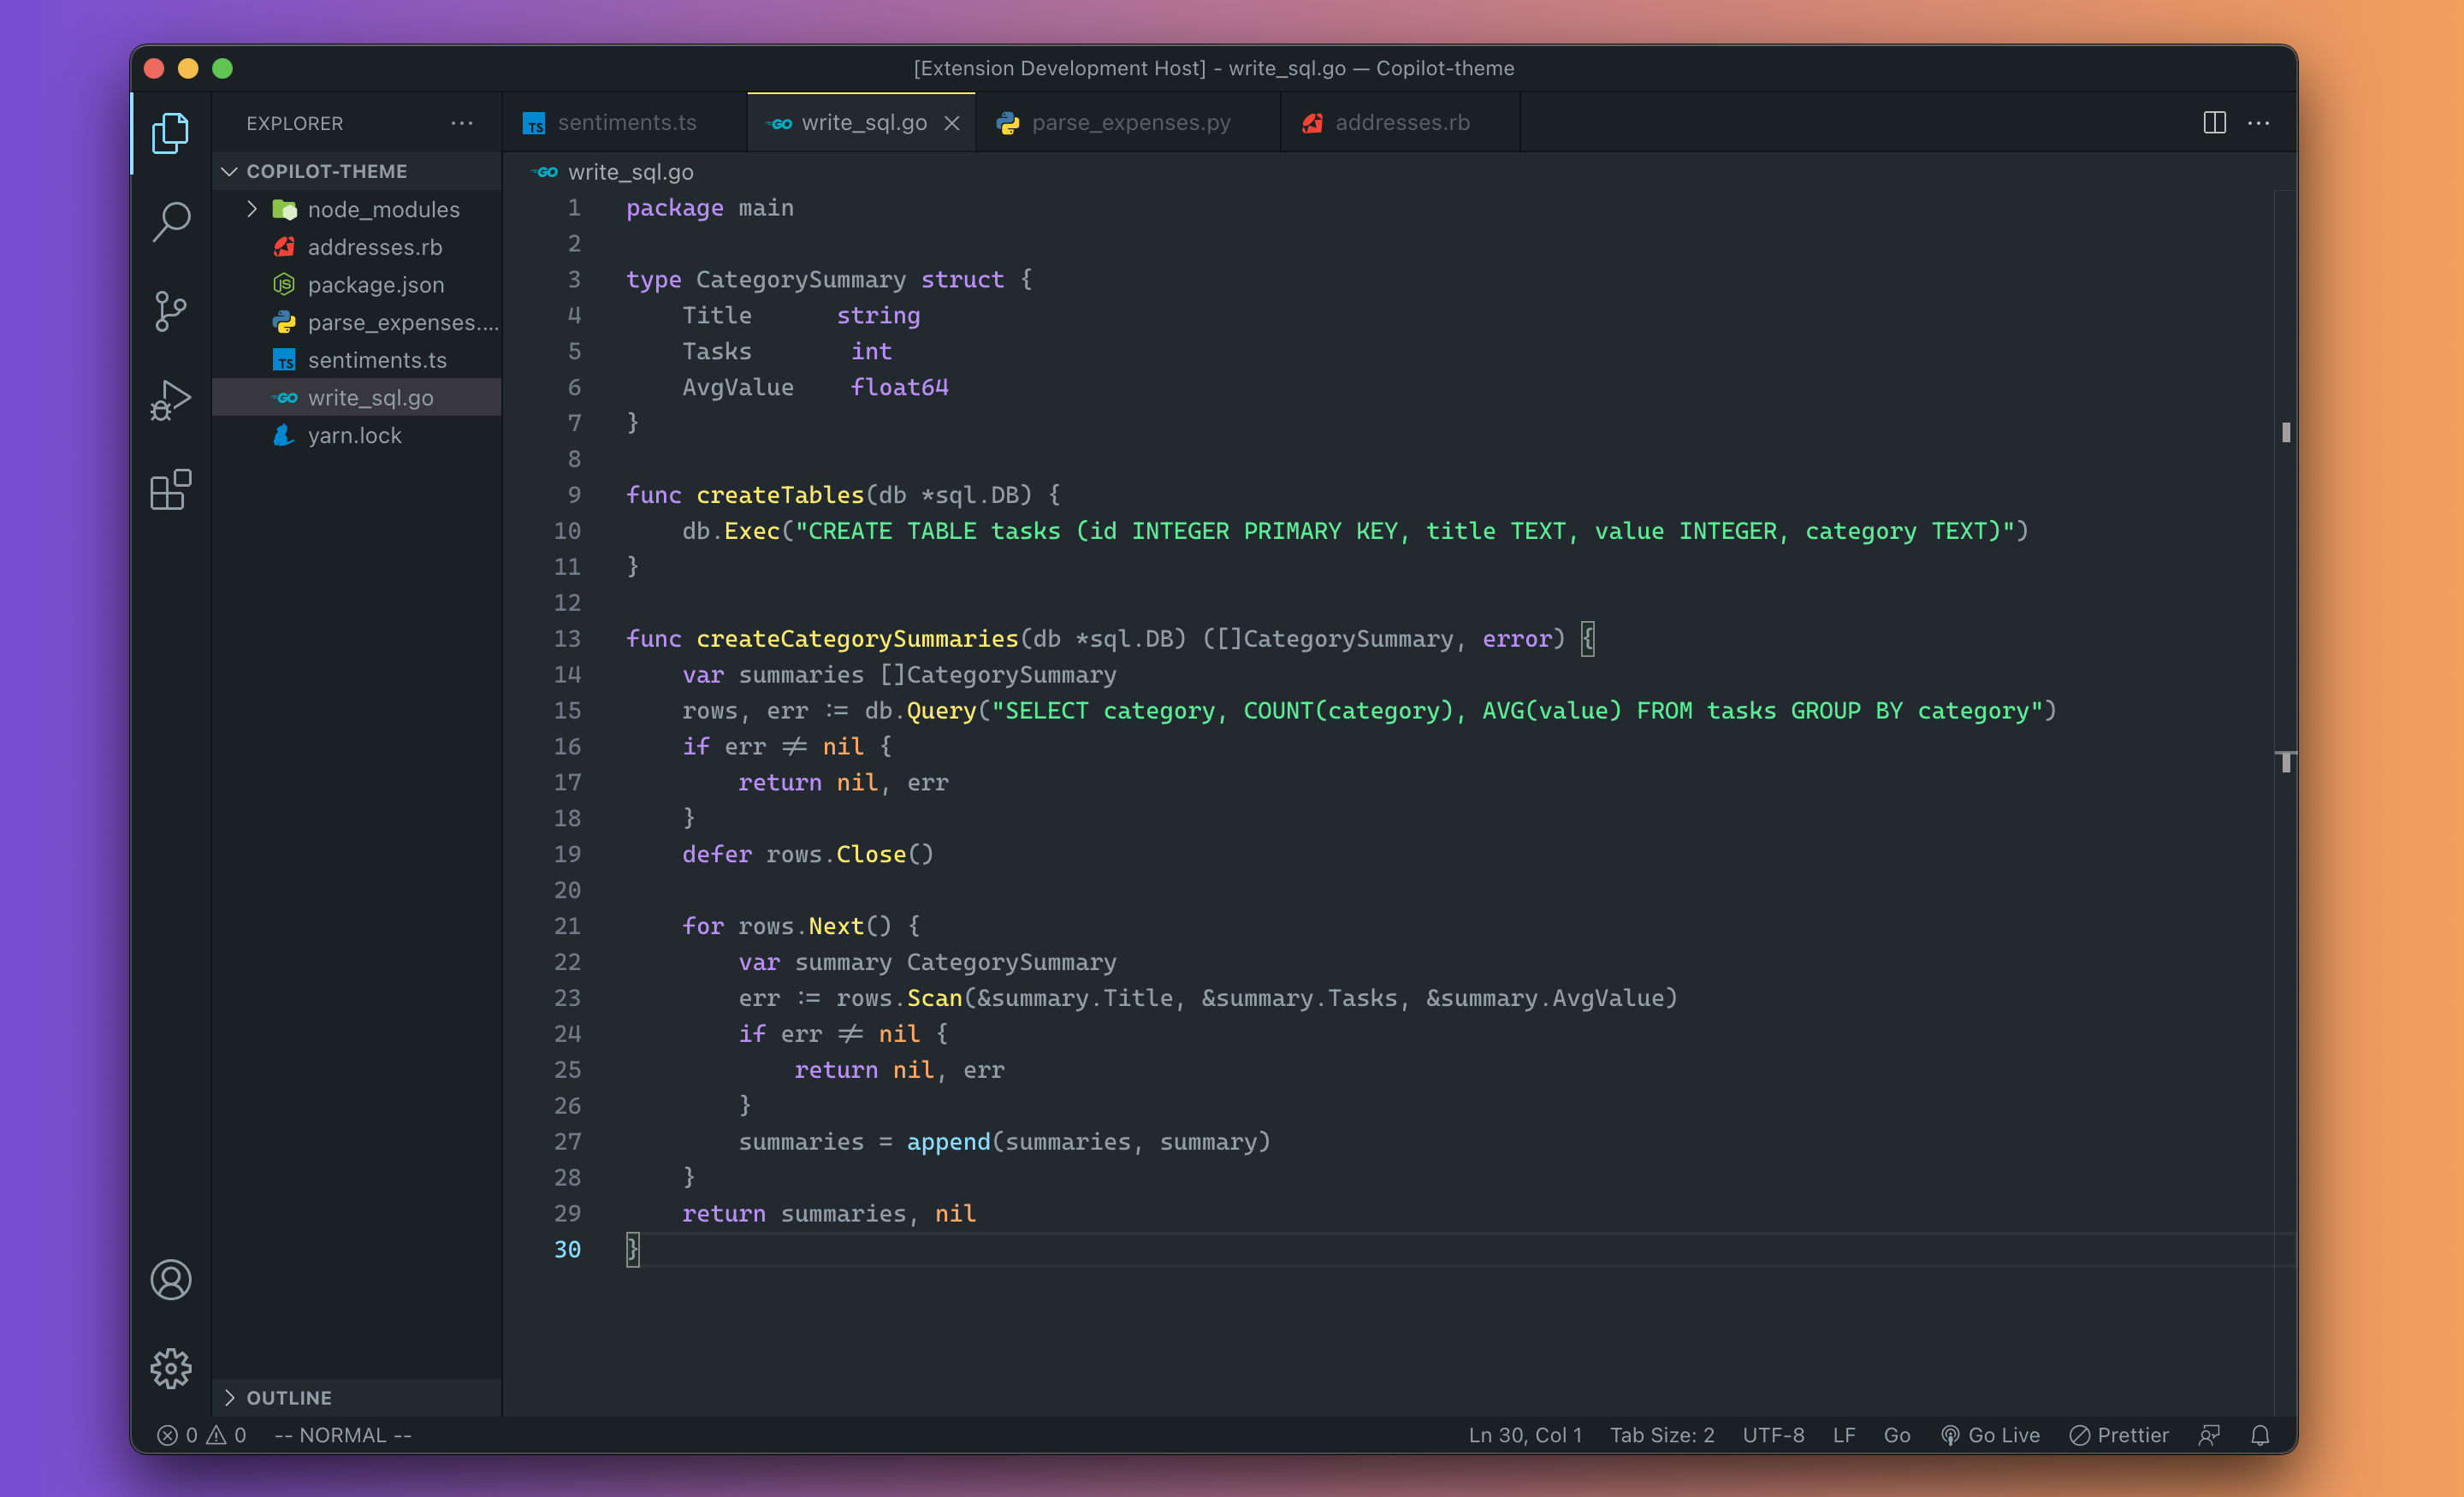 [Extension Development Host] - write_sql.go — Copilot-theme
EXPLORER
TS sentiments.ts
GO write_sql.go
parse_expenses.py
addresses.rb
COPILOT-THEME
node_modules
addresses.rb
JS package.json
parse_expenses....
TS sentiments.ts
GO write_sql.go
yarn.lock
OUTLINE
GO write_sql.go
1 package main
2
3 type CategorySummary struct {
4     Title      string
5     Tasks       int
6     AvgValue    float64
7 }
8
9 func createTables(db *sql.DB) {
10     db.Exec("CREATE TABLE tasks (id INTEGER PRIMARY KEY, title TEXT, value INTEGER, category TEXT)")
11 }
12
13 func createCategorySummaries(db *sql.DB) ([]CategorySummary, error) {
14     var summaries []CategorySummary
15     rows, err := db.Query("SELECT category, COUNT(category), AVG(value) FROM tasks GROUP BY category")
16     if err ≠ nil {
17         return nil, err
18     }
19     defer rows.Close()
20
21     for rows.Next() {
22         var summary CategorySummary
23         err := rows.Scan(&summary.Title, &summary.Tasks, &summary.AvgValue)
24         if err ≠ nil {
25             return nil, err
26         }
27         summaries = append(summaries, summary)
28     }
29     return summaries, nil
30 }
0 0 -- NORMAL -- Ln 30, Col 1 Tab Size: 2 UTF-8 LF Go Go Live Prettier